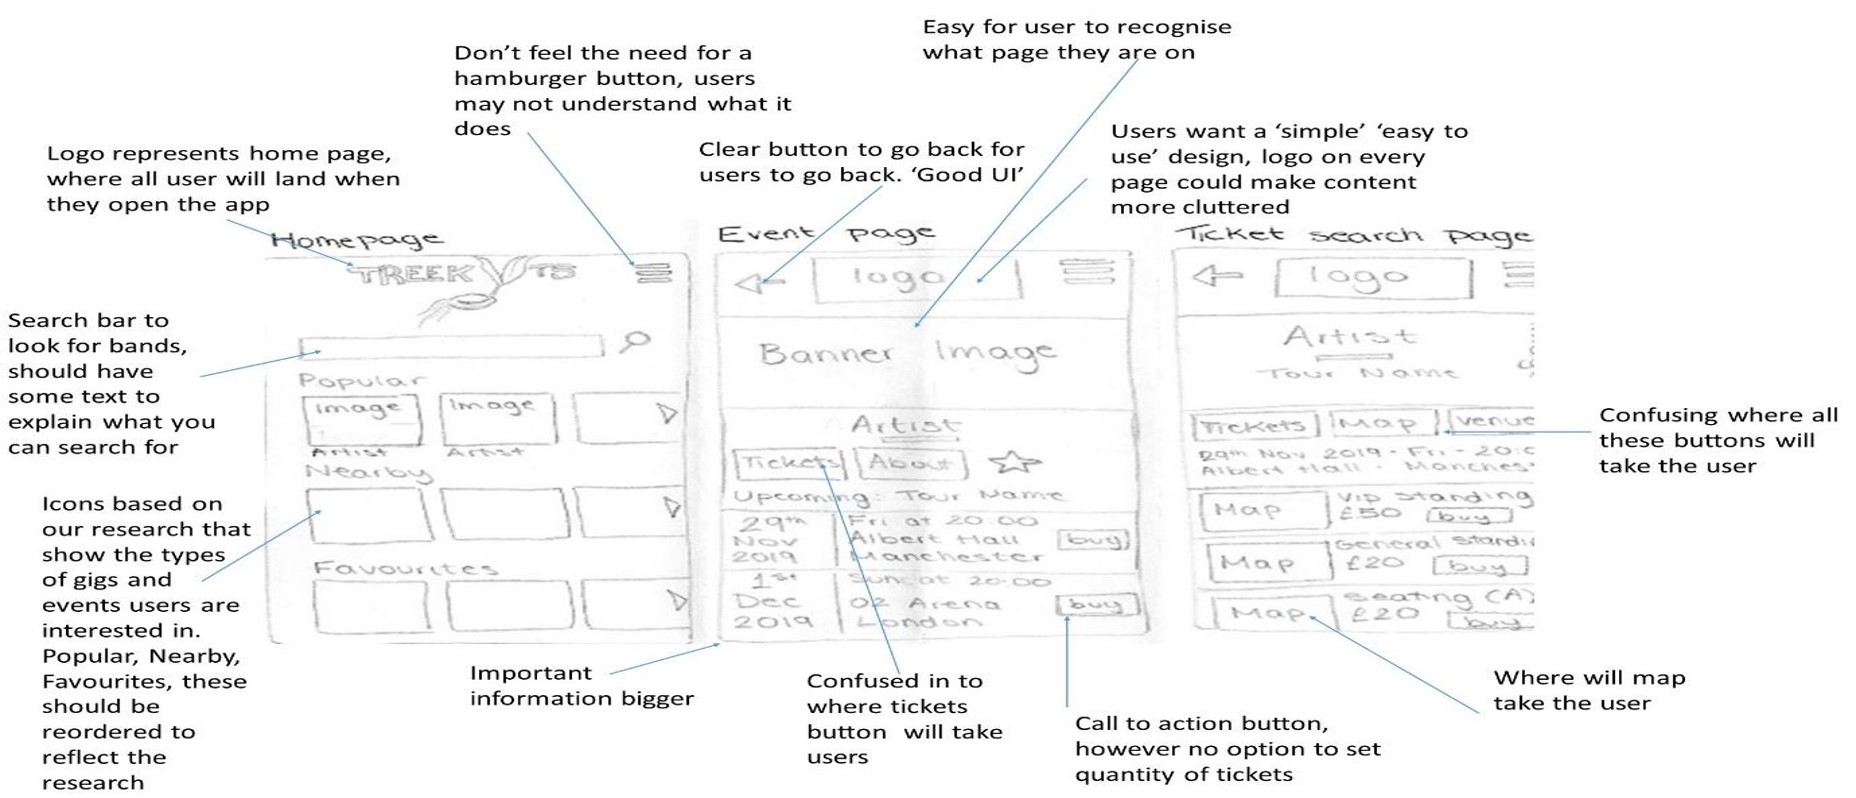 Easy for user to recognise
what page they are on
Don’t feel the need for a
hamburger button, users
may not understand what it
does
Users want a ‘simple’ ‘easy to
use’ design, logo on every
page could make content
more cluttered
Clear button to go back for
users to go back. ‘Good UI’
Logo represents home page,
where all user will land when
they open the app
Search bar to
look for bands,
should have
some text to
explain what you
can search for
Icons based on
our research that
show the types
of gigs and
events users are
interested in.
Popular, Nearby,
Favourites, these
should be
reordered to
reflect the
research
Homepage
TREEK TS
Popular
Image
Image
Artist
Artist
Nearby
Favourites
Event page
logo
Banner Image
Artist
Tickets
About
Upcoming: Tour Name
29th
Nov
2019
Fri at 20:00
Albert Hall
Manchester
buy
1st
Dec
2019
Sun at 20:00
O2 Arena
London
buy
Ticket search page
logo
Artist
Tour Name
Tickets
Map
Venue
29th Nov 2019 - Fri - 20:
Albert Hall - Manches
Map
VIP Standing
£50
buy
Map
General Standi
£20
buy
Map
Seating (A)
£20
buy
Confusing where all
these buttons will
take the user
Important
information bigger
Confused in to
where tickets
button will take
users
Call to action button,
however no option to set
quantity of tickets
Where will map
take the user